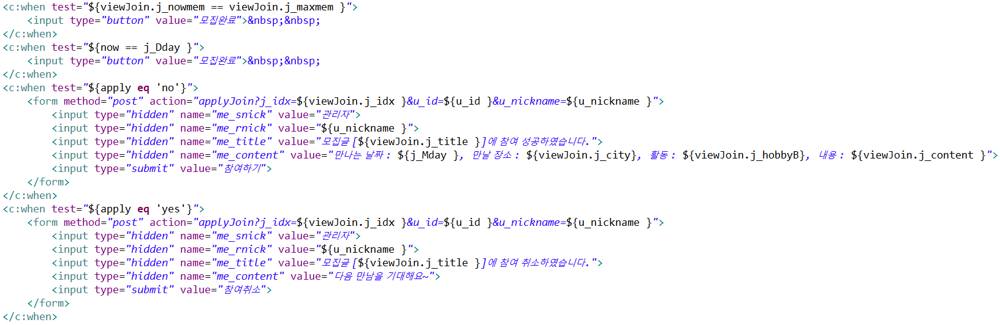 <c:when test="${viewJoin.j_nowmem == viewJoin.j_maxmem }">
    <input type="button" value="모집완료">&nbsp;&nbsp;
</c:when>
<c:when test="${now == j_Dday }">
    <input type="button" value="모집완료">&nbsp;&nbsp;
</c:when>
<c:when test="${apply eq 'no'}">
    <form method="post" action="applyJoin?j_idx=${viewJoin.j_idx }&u_id=${u_id }&u_nickname=${u_nickname }">
        <input type="hidden" name="me_snick" value="관리자">
        <input type="hidden" name="me_rnick" value="${u_nickname }">
        <input type="hidden" name="me_title" value="모집글 [${viewJoin.j_title }]에 참여 성공하였습니다.">
        <input type="hidden" name="me_content" value="만나는 날짜 : ${j_Mday }, 만날 장소 : ${viewJoin.j_city}, 활동 : ${viewJoin.j_hobbyB}, 내용 : ${viewJoin.j_content }">
        <input type="submit" value="참여하기">
    </form>
</c:when>
<c:when test="${apply eq 'yes'}">
    <form method="post" action="applyJoin?j_idx=${viewJoin.j_idx }&u_id=${u_id }&u_nickname=${u_nickname }">
        <input type="hidden" name="me_snick" value="관리자">
        <input type="hidden" name="me_rnick" value="${u_nickname }">
        <input type="hidden" name="me_title" value="모집글 [${viewJoin.j_title }]에 참여 취소하였습니다.">
        <input type="hidden" name="me_content" value="다음 만남을 기대해요~">
        <input type="submit" value="참여취소">
    </form>
</c:when>